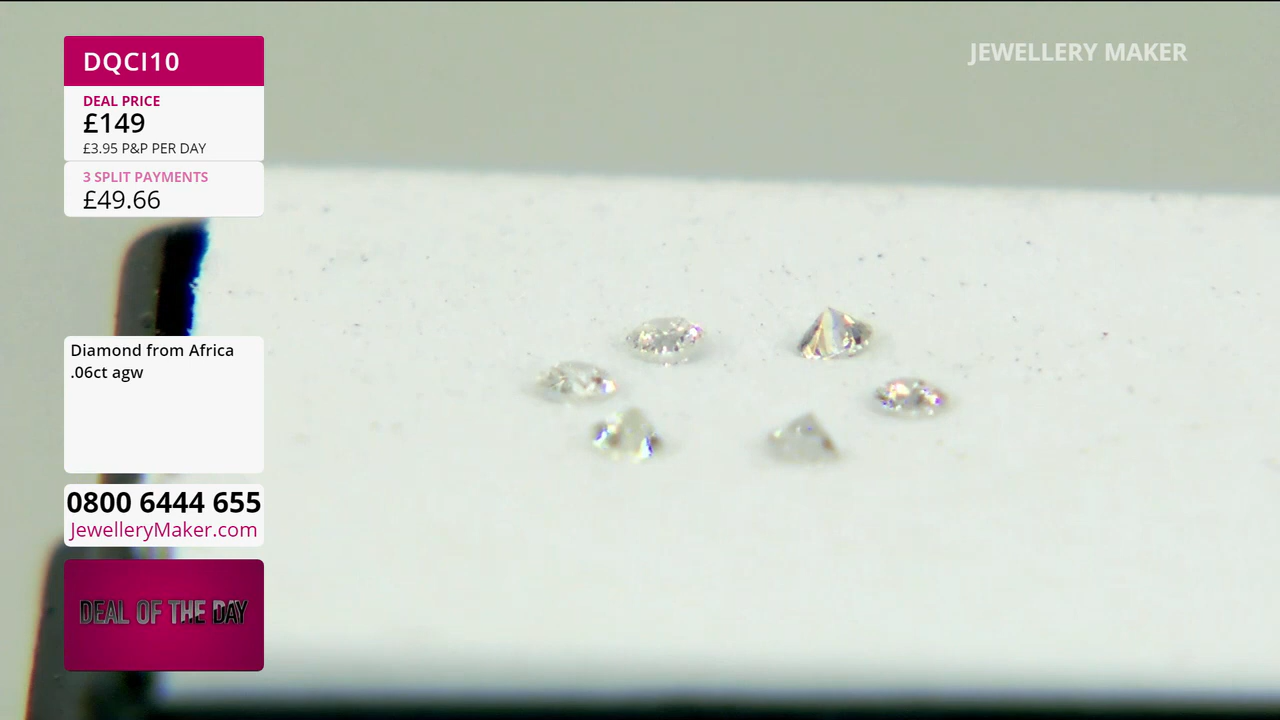 DQCI10
DEAL PRICE
£149
£3.95 P&P PER DAY
3 SPLIT PAYMENTS
£49.66
Diamond from Africa
.06ct agw
0800 6444 655
JewelleryMaker.com
DEAL OF THE DAY
JEWELLERY MAKER